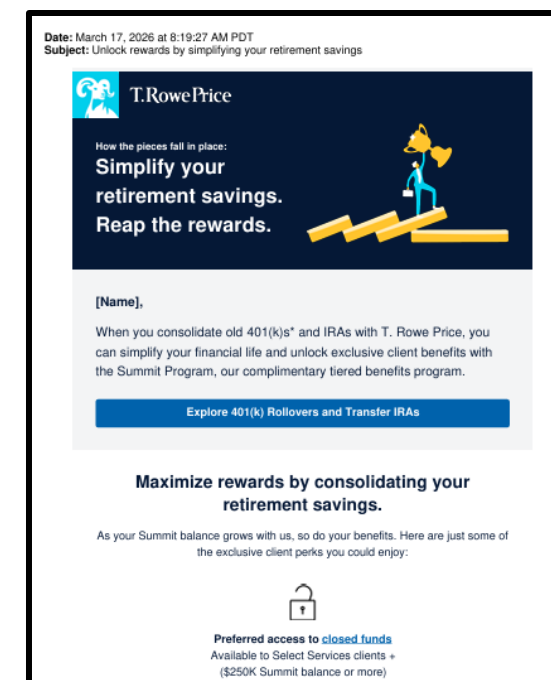 Date: March 17, 2026 at 8:19:27 AM PDT
Subject: Unlock rewards by simplifying your retirement savings
T.RowePrice
How the pieces fall in place:
Simplify your
retirement savings.
Reap the rewards.
[Name],
When you consolidate old 401(k)s* and IRAs with T. Rowe Price, you
can simplify your financial life and unlock exclusive client benefits with
the Summit Program, our complimentary tiered benefits program.
Explore 401(k) Rollovers and Transfer IRAs
Maximize rewards by consolidating your
retirement savings.
As your Summit balance grows with us, so do your benefits. Here are just some of
the exclusive client perks you could enjoy:
Preferred access to closed funds
Available to Select Services clients +
($250K Summit balance or more)